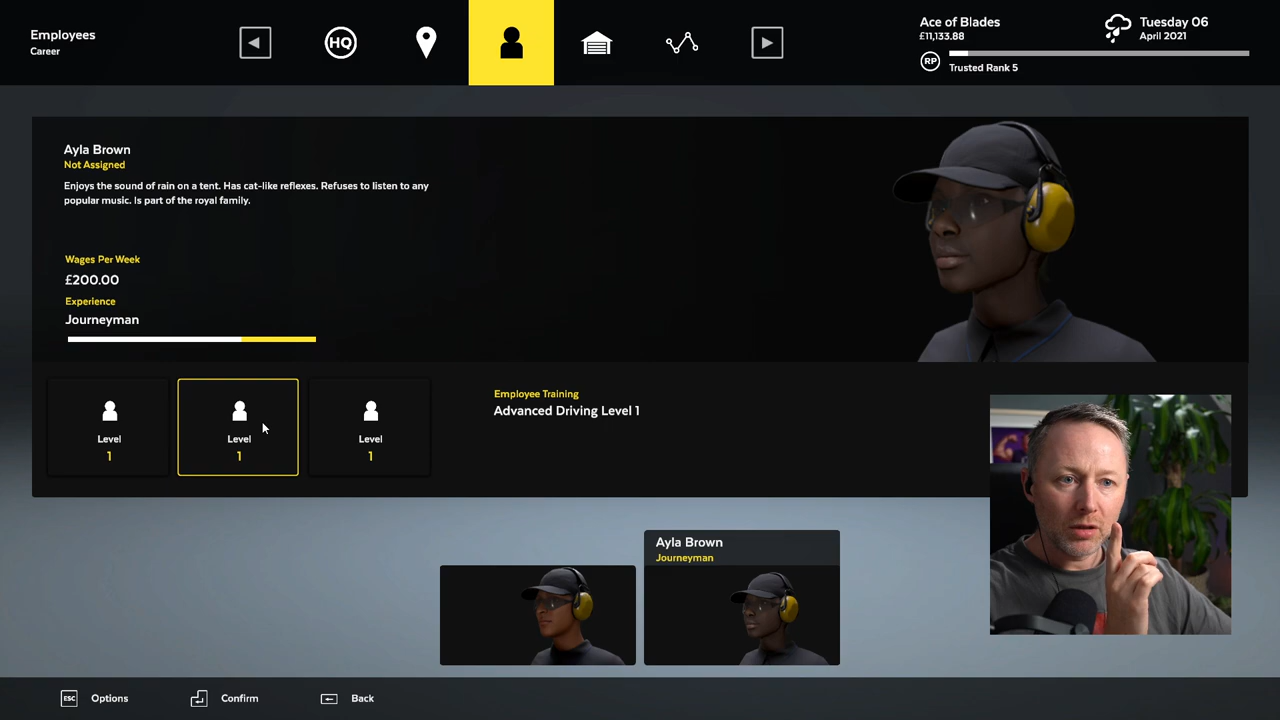 Employees
Career
HQ
Ace of Blades
£11,133.88
Tuesday 06
April 2021
RP
Trusted Rank 5
Ayla Brown
Not Assigned
Enjoys the sound of rain on a tent. Has cat-like reflexes. Refuses to listen to any
popular music. Is part of the royal family.
Wages Per Week
£200.00
Experience
Journeyman
Level
1
Level
1
Level
1
Employee Training
Advanced Driving Level 1
Ayla Brown
Journeyman
ESC
Options
Confirm
Back